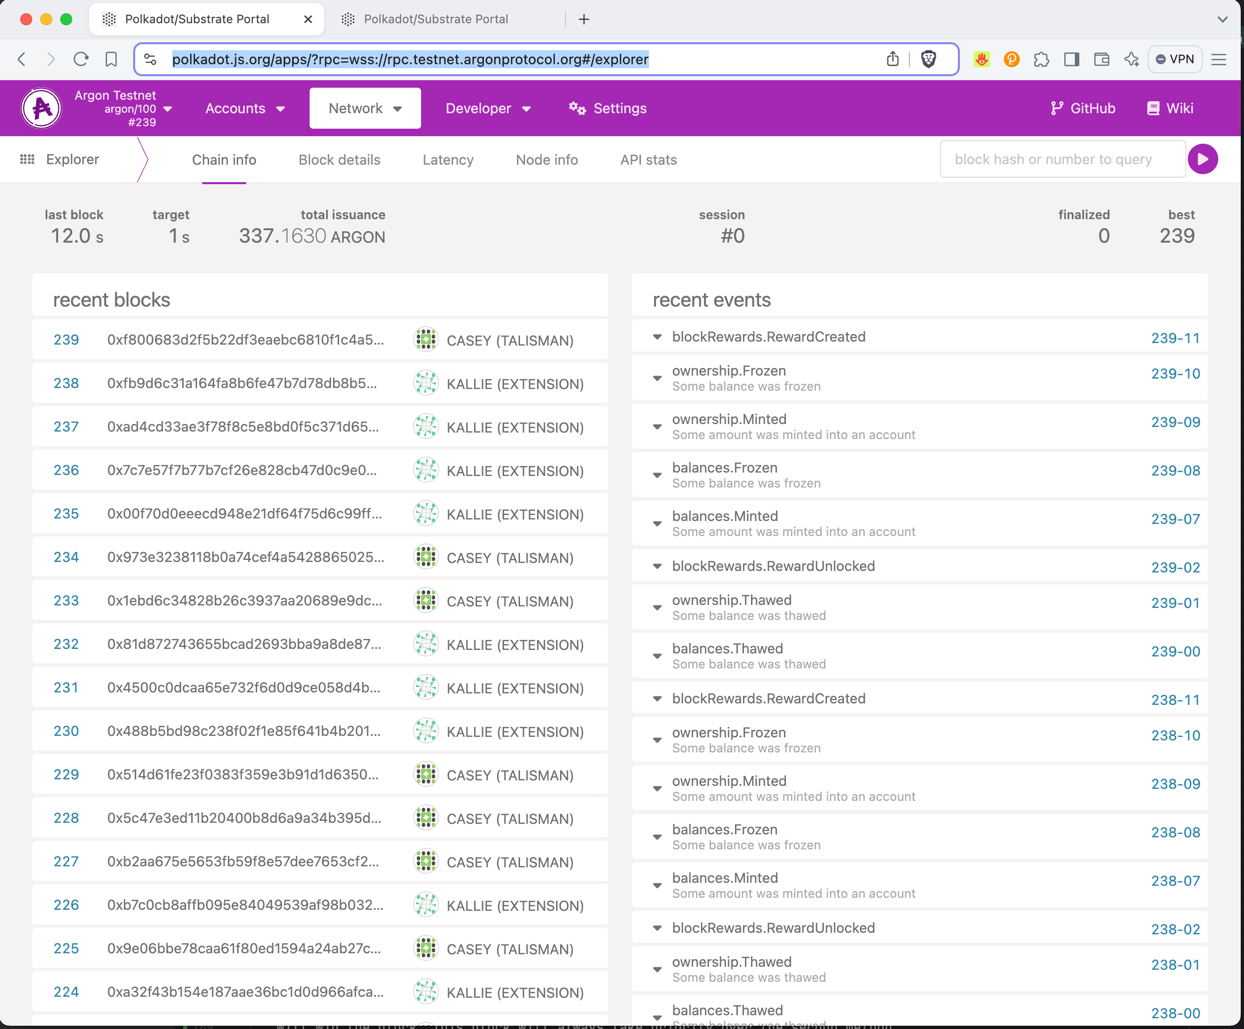 Polkadot/Substrate Portal
Polkadot/Substrate Portal
polkadot.js.org/apps/?rpc=wss://rpc.testnet.argonprotocol.org#/explorer
VPN
Argon Testnet
argon/100
#239
Accounts
Network
Developer
Settings
GitHub
Wiki
Explorer
Chain info
Block details
Latency
Node info
API stats
block hash or number to query
last block
12.0 s
target
1 s
total issuance
337.1630 ARGON
session
#0
finalized
0
best
239
recent blocks
239 0xf800683d2f5b22df3eaebc6810f1c4a5... CASEY (TALISMAN)
238 0xfb9d6c31a164fa8b6fe47b7d78db8b5... KALLIE (EXTENSION)
237 0xad4cd33ae3f78f8c5e8bd0f5c371d65... KALLIE (EXTENSION)
236 0x7c7e57f7b77b7cf26e828cb47d0c9e0... KALLIE (EXTENSION)
235 0x00f70d0eeecd948e21df64f75d6c99ff... KALLIE (EXTENSION)
234 0x973e3238118b0a74cef4a5428865025... CASEY (TALISMAN)
233 0x1ebd6c34828b26c3937aa20689e9dc... CASEY (TALISMAN)
232 0x81d872743655bcad2693bba9a8de87... KALLIE (EXTENSION)
231 0x4500c0dcaa65e732f6d0d9ce058d4b... KALLIE (EXTENSION)
230 0x488b5bd98c238f02f1e85f641b4b201... KALLIE (EXTENSION)
229 0x514d61fe23f0383f359e3b91d1d6350... CASEY (TALISMAN)
228 0x5c47e3ed11b20400b8d6a9a34b395d... CASEY (TALISMAN)
227 0xb2aa675e5653fb59f8e57dee7653cf2... CASEY (TALISMAN)
226 0xb7c0cb8affb095e84049539af98b032... KALLIE (EXTENSION)
225 0x9e06bbe78caa61f80ed1594a24ab27c... CASEY (TALISMAN)
224 0xa32f43b154e187aae36bc1d0d966afca... KALLIE (EXTENSION)
recent events
blockRewards.RewardCreated 239-11
ownership.Frozen 239-10
Some balance was frozen
ownership.Minted 239-09
Some amount was minted into an account
balances.Frozen 239-08
Some balance was frozen
balances.Minted 239-07
Some amount was minted into an account
blockRewards.RewardUnlocked 239-02
ownership.Thawed 239-01
Some balance was thawed
balances.Thawed 239-00
Some balance was thawed
blockRewards.RewardCreated 238-11
ownership.Frozen 238-10
Some balance was frozen
ownership.Minted 238-09
Some amount was minted into an account
balances.Frozen 238-08
Some balance was frozen
balances.Minted 238-07
Some amount was minted into an account
blockRewards.RewardUnlocked 238-02
ownership.Thawed 238-01
Some balance was thawed
balances.Thawed 238-00